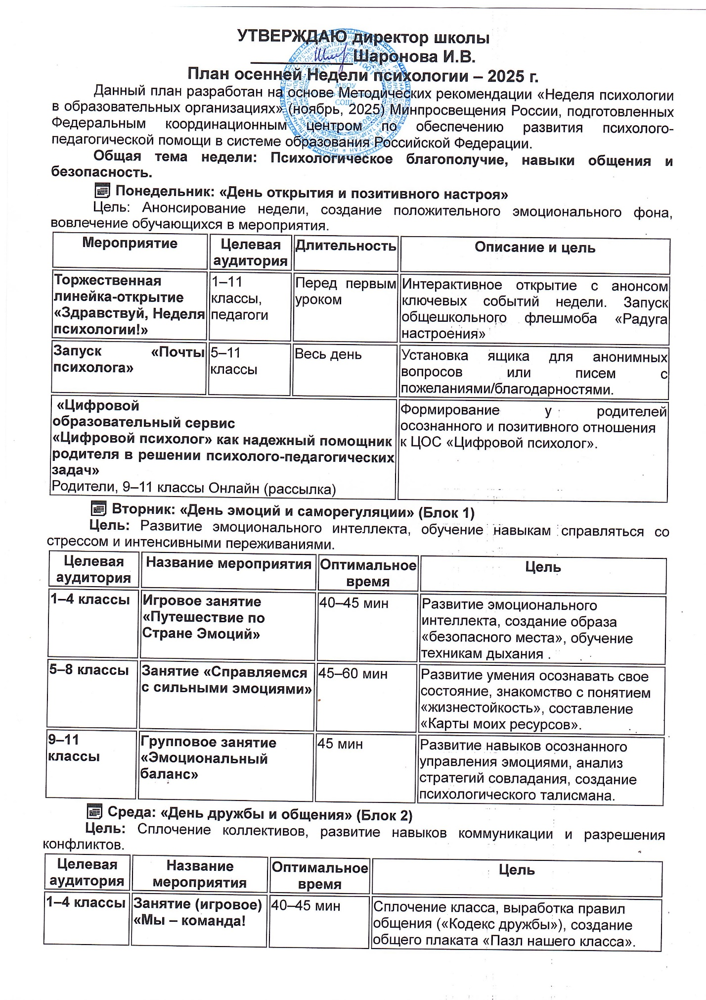 УТВЕРЖДАЮ директор школы
Шаронова И.В.
План осенней Недели психологии – 2025 г.
Данный план разработан на основе Методических рекомендации «Неделя психологии
в образовательных организациях» (ноябрь, 2025) Минпросвещения России, подготовленных
Федеральным координационным центром по обеспечению развития психолого-
педагогической помощи в системе образования Российской Федерации.
МБОУ
СОШ
Общая тема недели: Психологическое благополучие, навыки общения и
безопасность.
Понедельник: «День открытия и позитивного настроя»
Цель: Анонсирование недели, создание положительного эмоционального фона,
вовлечение обучающихся в мероприятия.
Мероприятие
Целевая
аудитория
Длительность
Описание и цель
Торжественная
линейка-открытие
«Здравствуй, Неделя
психологии!»
1–11
классы,
педагоги
Перед первым
уроком
Интерактивное открытие с анонсом
ключевых событий недели. Запуск
общешкольного флешмоба «Радуга
настроения»
Запуск «Почты
психолога»
5–11
классы
Весь день
Установка ящика для анонимных
вопросов или писем с
пожеланиями/благодарностями.
«Цифровой
образовательный сервис
«Цифровой психолог» как надежный помощник
родителя в решении психолого-педагогических
задач»
Родители, 9–11 классы Онлайн (рассылка)
Формирование у родителей
осознанного и позитивного отношения
к ЦОС «Цифровой психолог».
Вторник: «День эмоций и саморегуляции» (Блок 1)
Цель: Развитие эмоционального интеллекта, обучение навыкам справляться со
стрессом и интенсивными переживаниями.
Целевая
аудитория
Название мероприятия
Оптимальное
время
Цель
1–4 классы
Игровое занятие
«Путешествие по
Стране Эмоций»
40–45 мин
Развитие эмоционального
интеллекта, создание образа
«безопасного места», обучение
техникам дыхания .
5–8 классы
Занятие «Справляемся
с сильными эмоциями»
45–60 мин
Развитие умения осознавать свое
состояние, знакомство с понятием
«жизнестойкость», составление
«Карты моих ресурсов».
9–11
классы
Групповое занятие
«Эмоциональный
баланс»
45 мин
Развитие навыков осознанного
управления эмоциями, анализ
стратегий совладания, создание
психологического талисмана.
Среда: «День дружбы и общения» (Блок 2)
Цель: Сплочение коллективов, развитие навыков коммуникации и разрешения
конфликтов.
Целевая
аудитория
Название
мероприятия
Оптимальное
время
Цель
1–4 классы
Занятие (игровое)
«Мы – команда!
40–45 мин
Сплочение класса, выработка правил
общения («Кодекс дружбы»), создание
общего плаката «Пазл нашего класса».